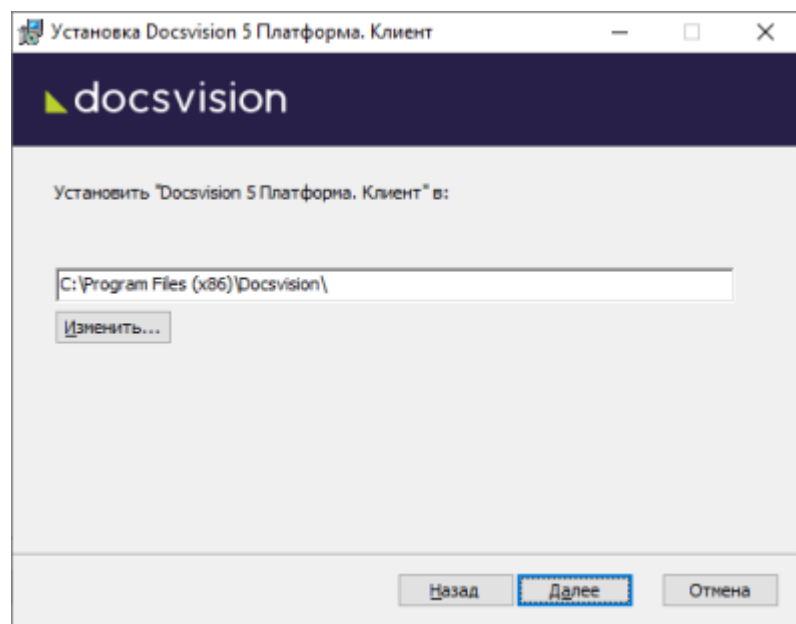 Установка Docsvision 5 Платформа. Клиент
docsvision
Установить "Docsvision 5 Платформа. Клиент" в:
C:\Program Files (x86)\Docsvision\
Изменить...
Назад Далее Отмена